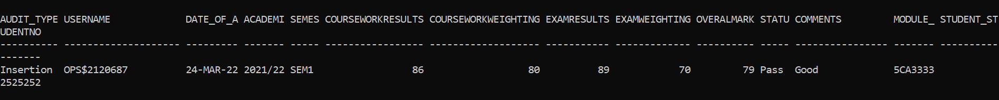 AUDIT_TYPE USERNAME             DATE_OF_A ACADEMI SEMES COURSEWORKRESULTS COURSEWORKWEIGHTING EXAMRESULTS EXAMWEIGHTING OVERALMARK STATU COMMENTS         MODULE_ STUDENT_ST
UDENTNO
---------- -------------------- --------- ------- ----- ----------------- ------------------- ----------- ------------- ---------- ----- ---------------- ------- ----------
-------
Insertion  OPS$2120687          24-MAR-22 2021/22 SEM1                 86                  80          89            70         79 Pass  Good             5CA3333
2525252